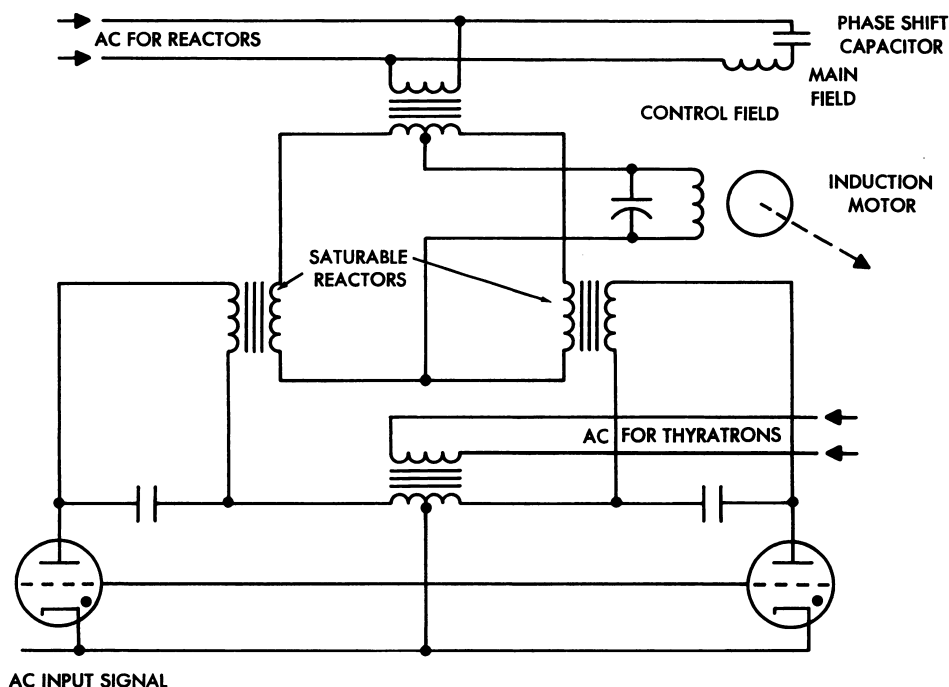 PHASE SHIFT
CAPACITOR
AC FOR REACTORS
MAIN
FIELD
CONTROL FIELD
INDUCTION
MOTOR
SATURABLE
REACTORS
AC FOR THYRATRONS
AC INPUT SIGNAL